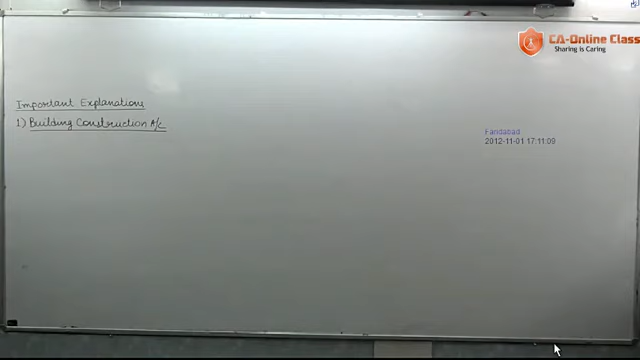 CA-Online Class
Sharing is Caring
Important Explanations
1) Building Construction A/c
Faridabad
2012-11-01 17:11:09